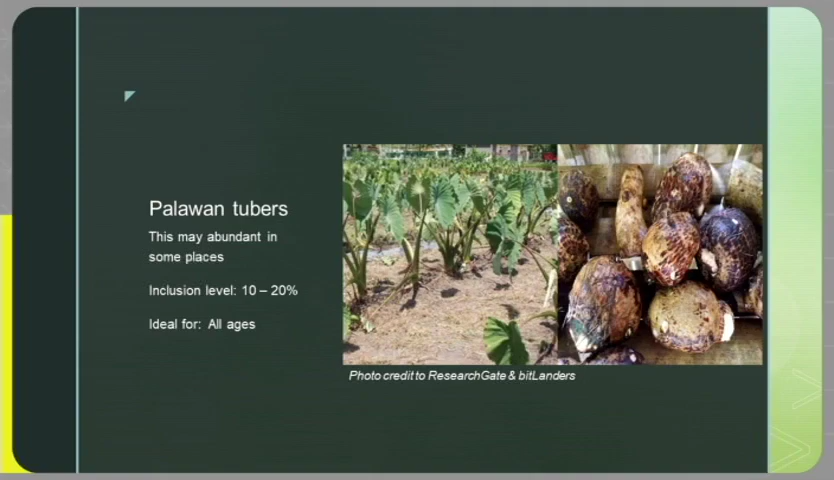 Palawan tubers
This may abundant in
some places
Inclusion level: 10 – 20%
Ideal for: All ages
Photo credit to ResearchGate & bitLanders